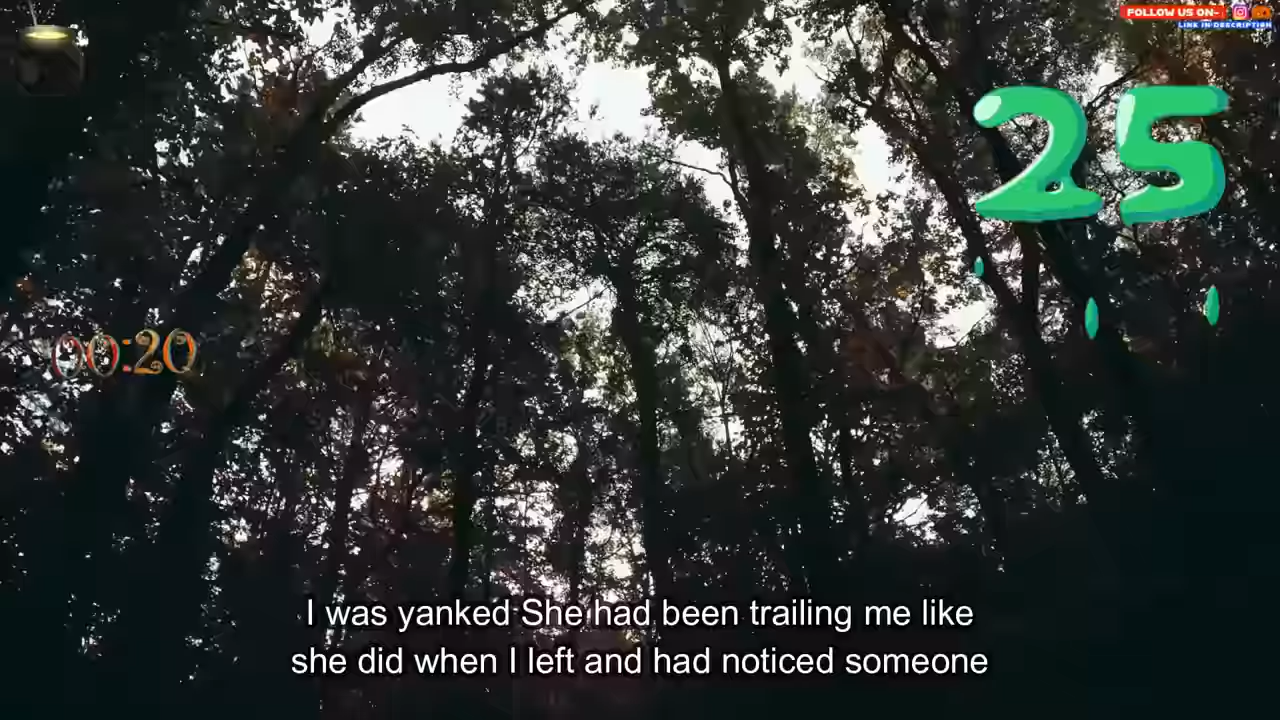 FOLLOW US ON-
LINK IN DESCRIPTION
25
00:20
I was yanked She had been trailing me like
she did when I left and had noticed someone